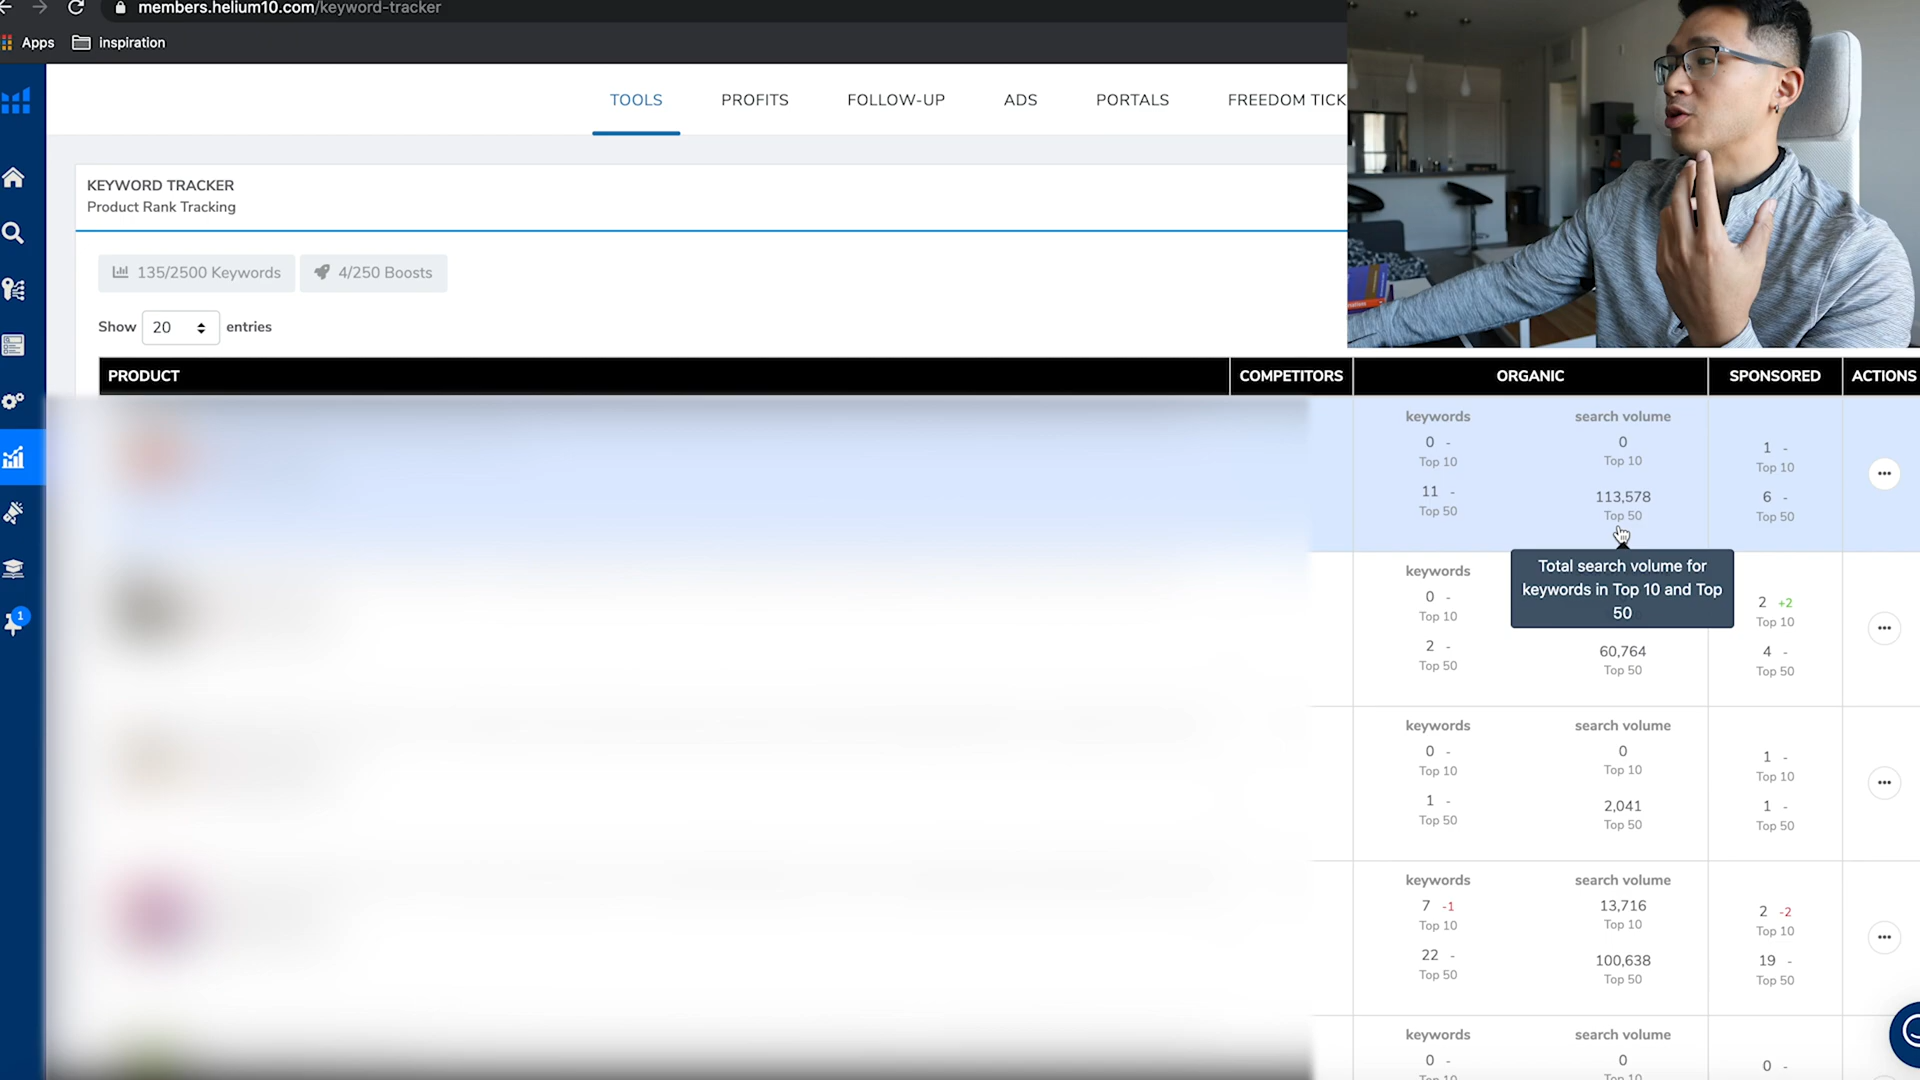 members.helium10.com/keyword-tracker
Apps
inspiration
TOOLS
PROFITS
FOLLOW-UP
ADS
PORTALS
FREEDOM TICK
KEYWORD TRACKER
Product Rank Tracking
135/2500 Keywords
4/250 Boosts
Show 20 entries
PRODUCT
COMPETITORS
ORGANIC
SPONSORED
ACTIONS
keywords
search volume
0 -
0
1 -
Top 10
Top 10
Top 10
11 -
113,578
6 -
Top 50
Top 50
Top 50
Total search volume for
keywords in Top 10 and Top
50
keywords
0 -
2 +2
Top 10
Top 10
2 -
60,764
4 -
Top 50
Top 50
Top 50
keywords
search volume
0 -
0
1 -
Top 10
Top 10
Top 10
1 -
2,041
1 -
Top 50
Top 50
Top 50
keywords
search volume
7 -1
13,716
2 -2
Top 10
Top 10
Top 10
22 -
100,638
19 -
Top 50
Top 50
Top 50
keywords
search volume
0 -
0
0 -
Top 10
Top 10
1